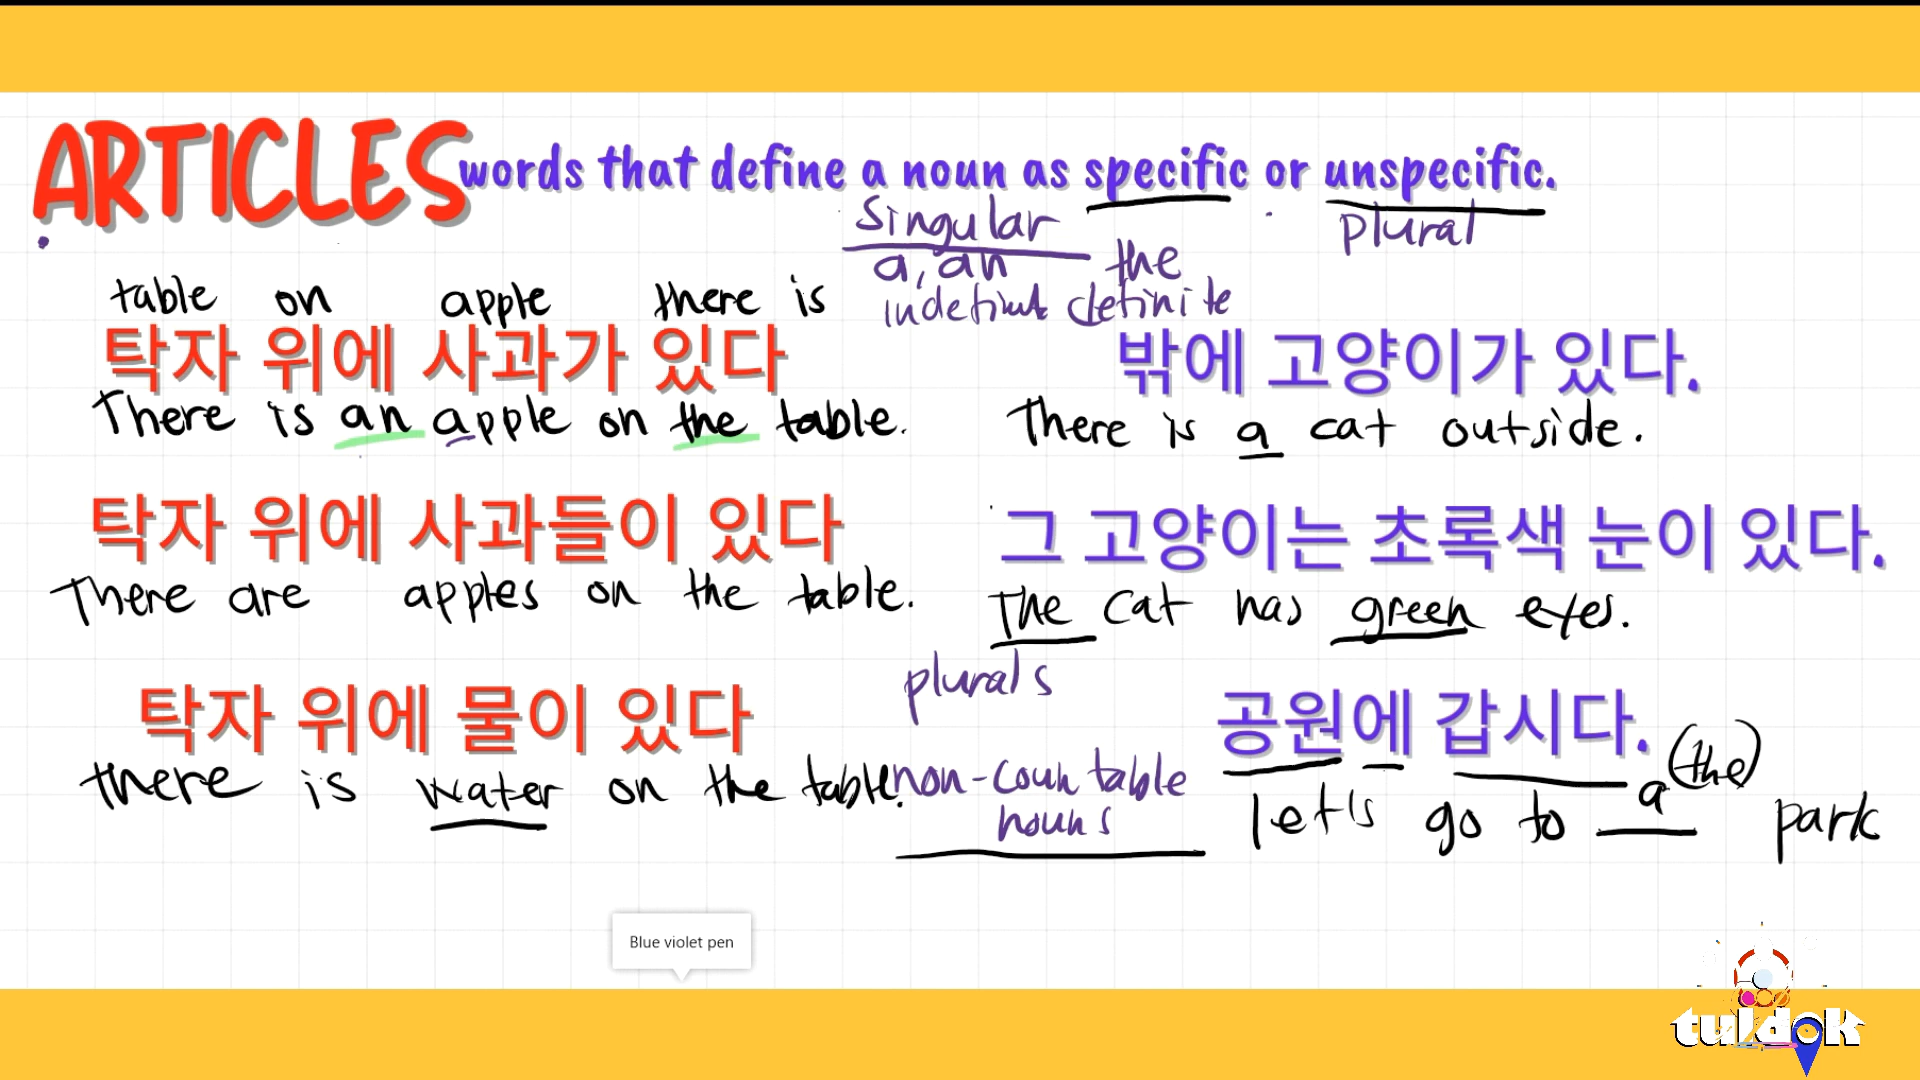 ARTICLES words that define a noun as specific or unspecific.
singular
plural
a, an the
indefinit definite
table on apple there is
탁자 위에 사과가 있다
There is an apple on the table.
탁자 위에 사과들이 있다
There are apples on the table.
탁자 위에 물이 있다
there is water on the table.
plurals
non-countable
nouns
밖에 고양이가 있다.
There is a cat outside.
그 고양이는 초록색 눈이 있다.
The cat has green eyes.
공원에 갑시다.
let's go to a (the) park
Blue violet pen
tuldok